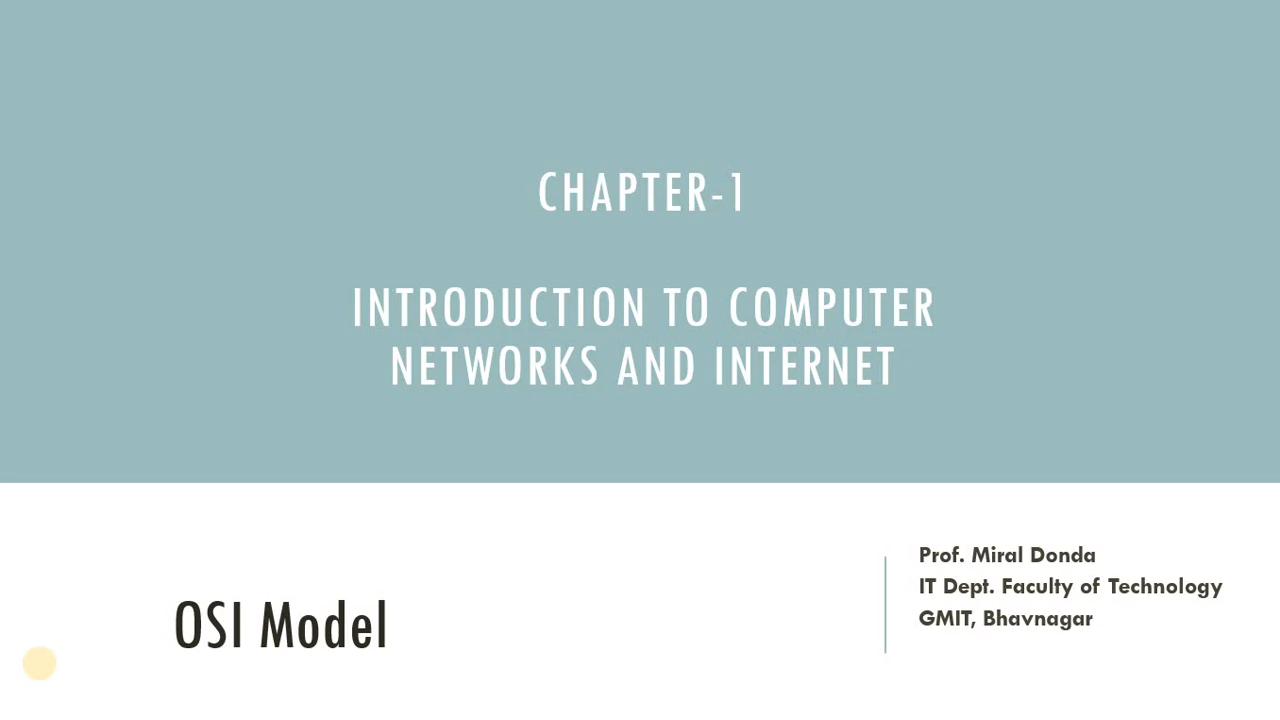 CHAPTER-1
INTRODUCTION TO COMPUTER
NETWORKS AND INTERNET
OSI Model
Prof. Miral Donda
IT Dept. Faculty of Technology
GMIT, Bhavnagar